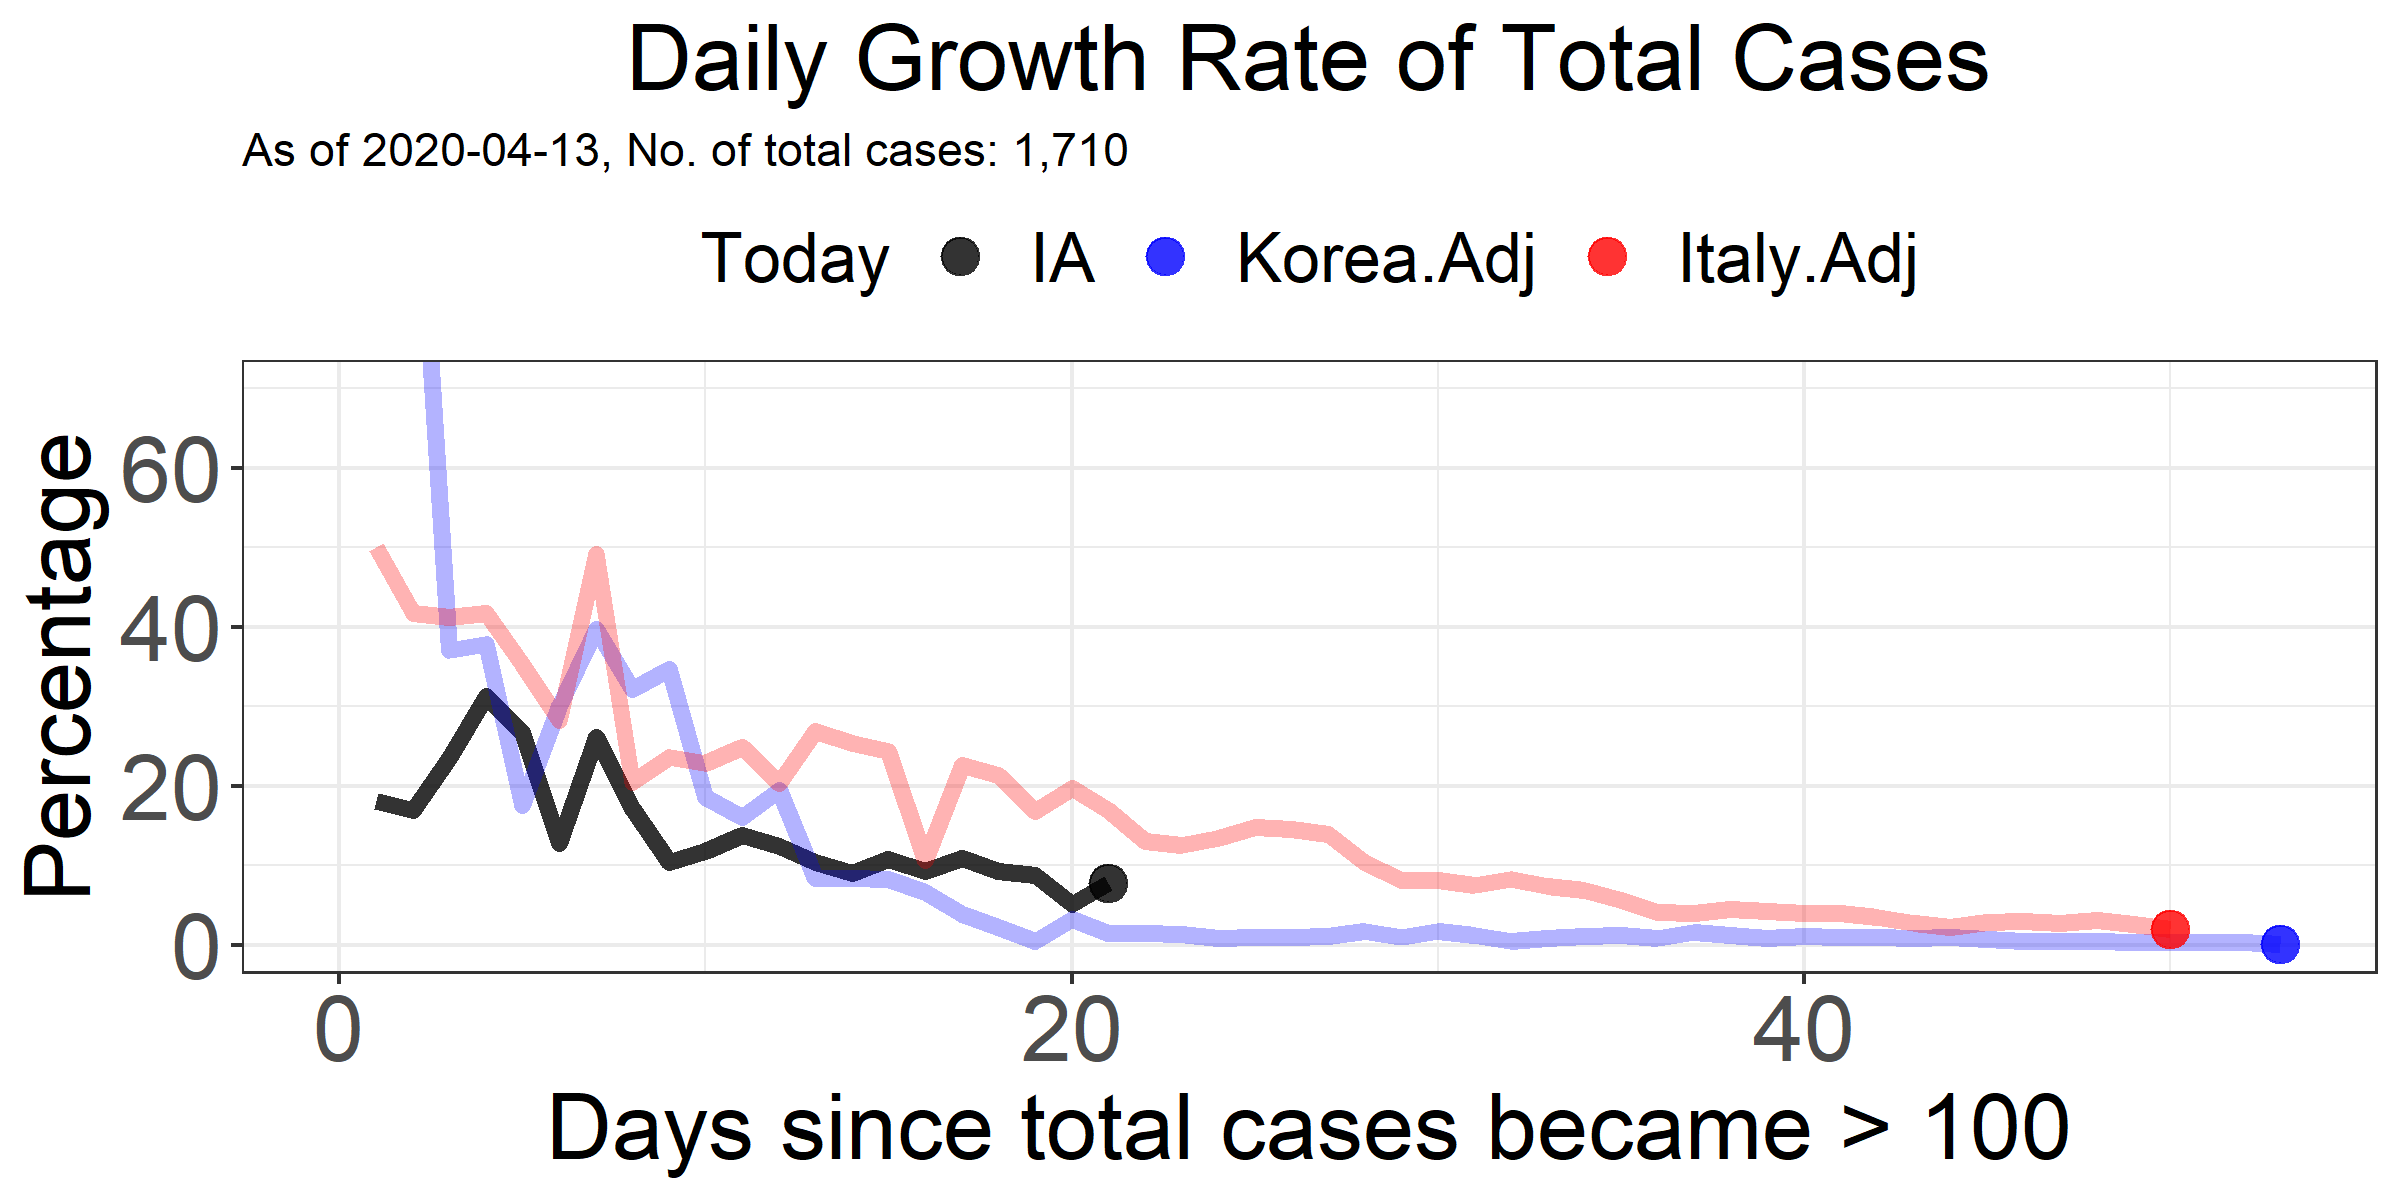 Daily Growth Rate of Total Cases
As of 2020-04-13, No. of total cases: 1,710
Today IA Korea.Adj Italy.Adj
Percentage
60
40
20
0
0 20 40
Days since total cases became > 100